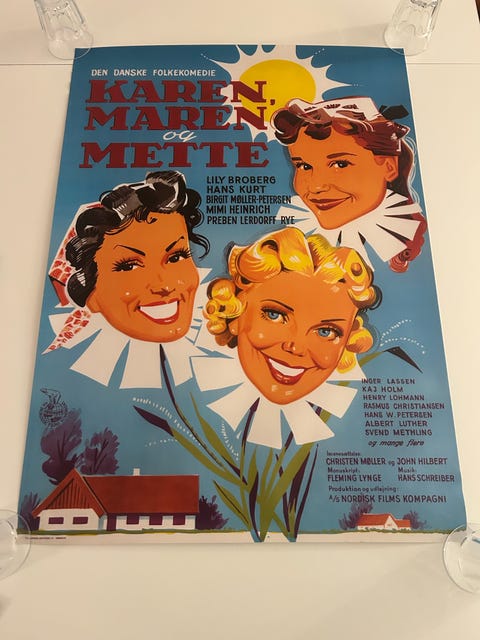 DEN DANSKE FOLKEKOMEDIE
KAREN,
MAREN
og
METTE
LILY BROBERG
HANS KURT
BIRGIT MØLLER-PETERSEN
MIMI HEINRICH
PREBEN LERDORFF RYE
INGER LASSEN
KAJ HOLM
HENRY LOHMANN
RASMUS CHRISTIANSEN
HANS W. PETERSEN
ALBERT LUTHER
SVEND METHLING
og mange flere
Iscenesættelse:
CHRISTEN MØLLER og JOHN HILBERT
Manuskript: Musik:
FLEMING LYNGE HANS SCHREIBER
Produktion og udlejning:
A/S NORDISK FILMS KOMPAGNI